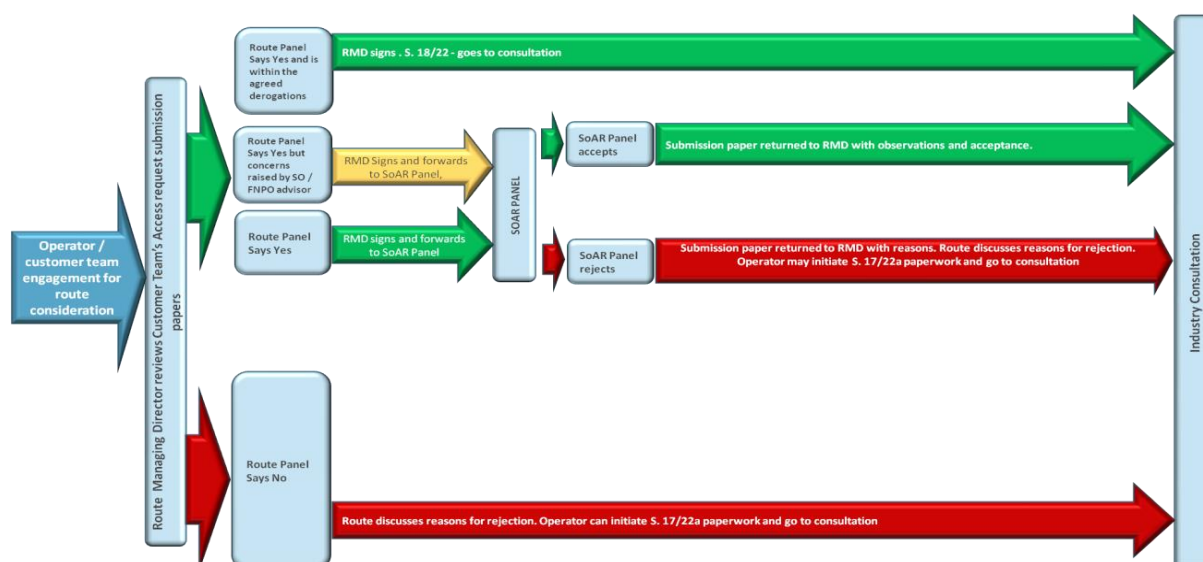 Operator /
customer team
engagement for
route
consideration
Route  Managing Director reviews Customer Team's Access request submission
papers
Route Panel
Says Yes and is
within the
agreed
derogations
RMD signs . S. 18/22 - goes to consultation
Route Panel
Says Yes but
concerns
raised by SO /
FNPO advisor
RMD Signs and forwards
to SoAR Panel,
Route Panel
Says Yes
RMD signs and forwards
to SoAR Panel
SOAR PANEL
SoAR Panel
accepts
Submission paper returned to RMD with observations and acceptance.
SoAR Panel
rejects
Submission paper returned to RMD with reasons. Route discusses reasons for rejection.
Operator may initiate S. 17/22a paperwork and go to consultation
Route Panel
Says No
Route discusses reasons for rejection. Operator can initiate S. 17/22a paperwork and go to consultation
Industry Consultation